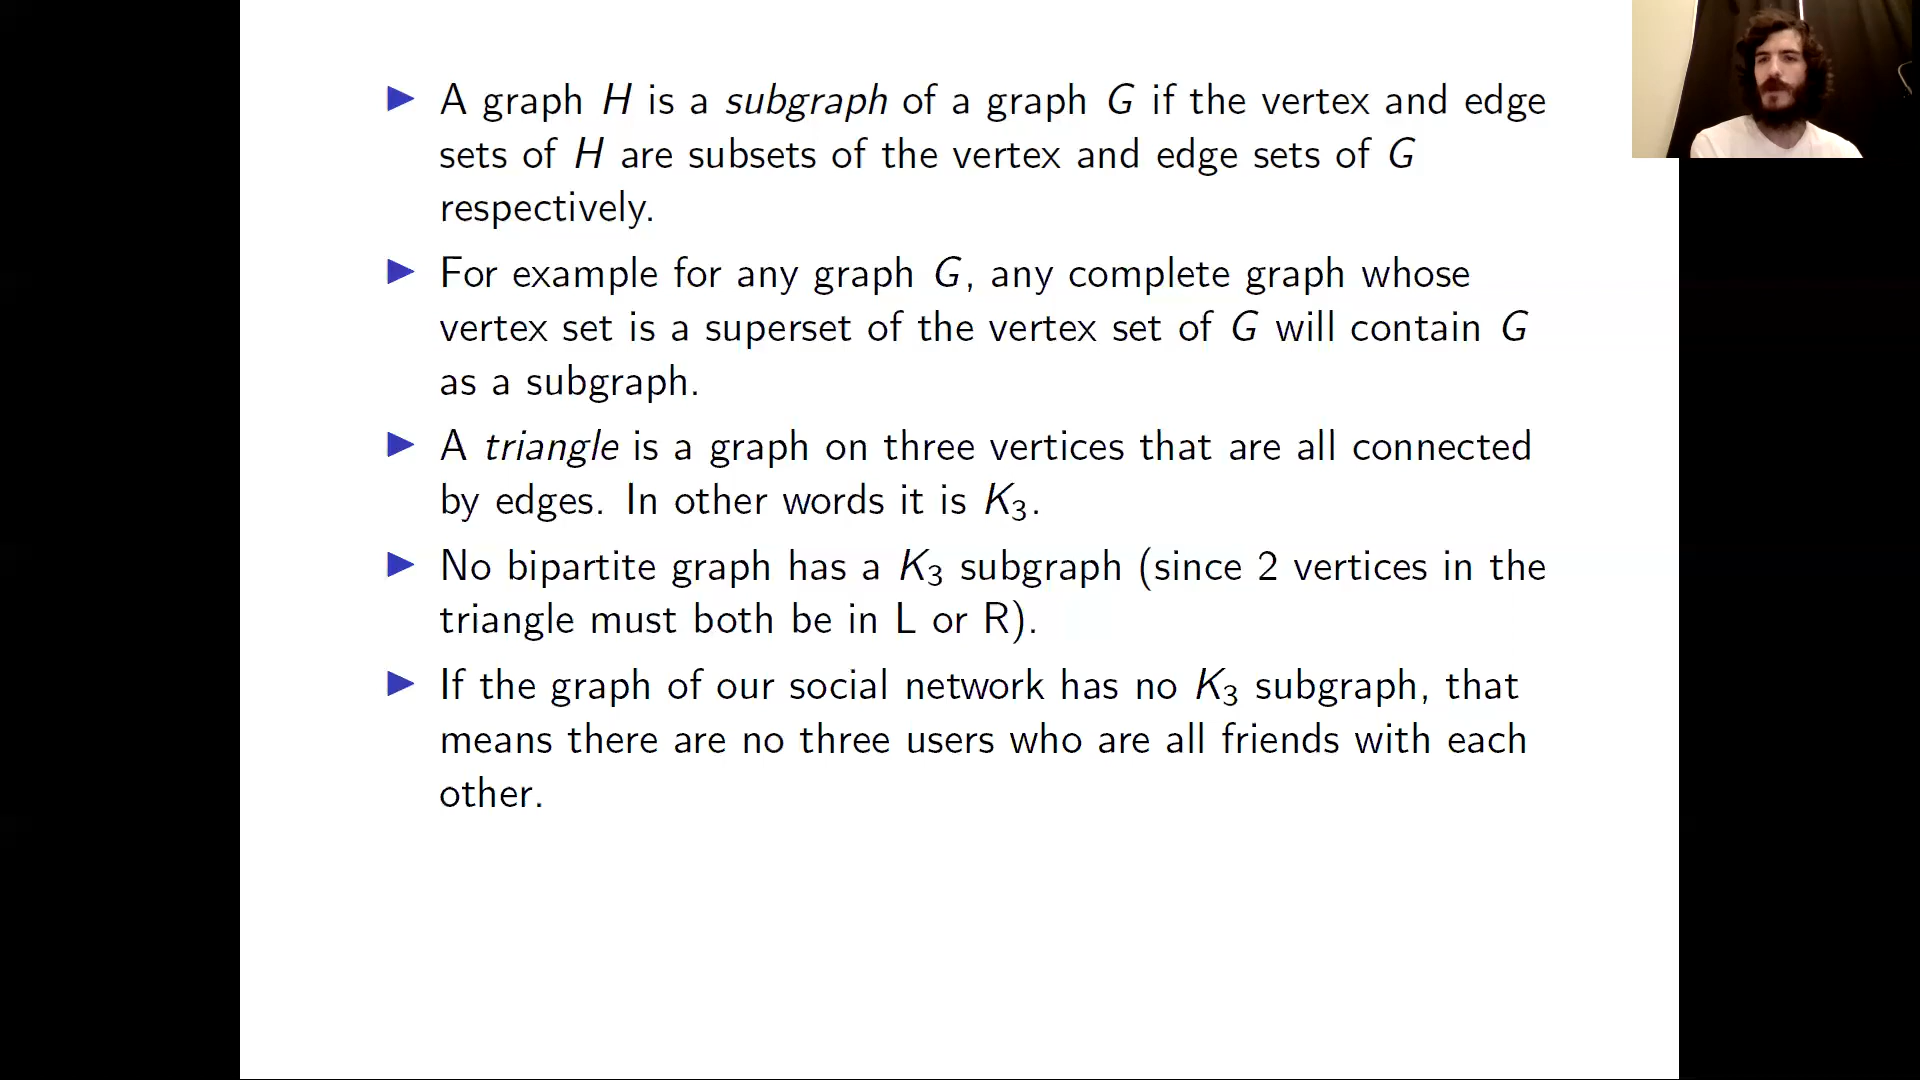 ▶ A graph H is a subgraph of a graph G if the vertex and edge
sets of H are subsets of the vertex and edge sets of G
respectively.
▶ For example for any graph G, any complete graph whose
vertex set is a superset of the vertex set of G will contain G
as a subgraph.
▶ A triangle is a graph on three vertices that are all connected
by edges. In other words it is K₃.
▶ No bipartite graph has a K₃ subgraph (since 2 vertices in the
triangle must both be in L or R).
▶ If the graph of our social network has no K₃ subgraph, that
means there are no three users who are all friends with each
other.